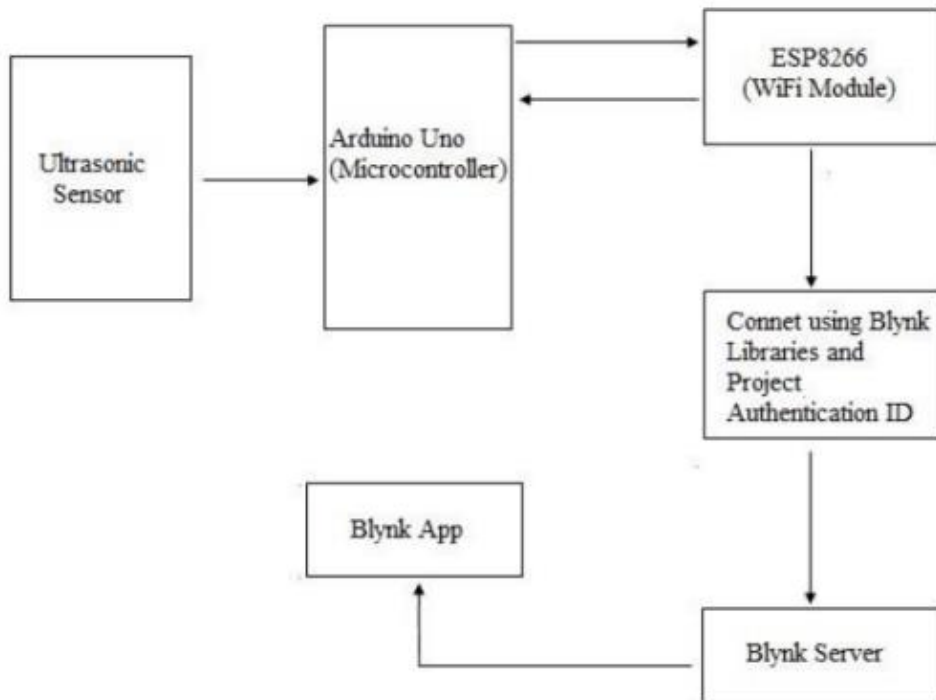 Ultrasonic
Sensor
Arduino Uno
(Microcontroller)
ESP8266
(WiFi Module)
Connet using Blynk
Libraries and
Project
Authentication ID
Blynk App
Blynk Server